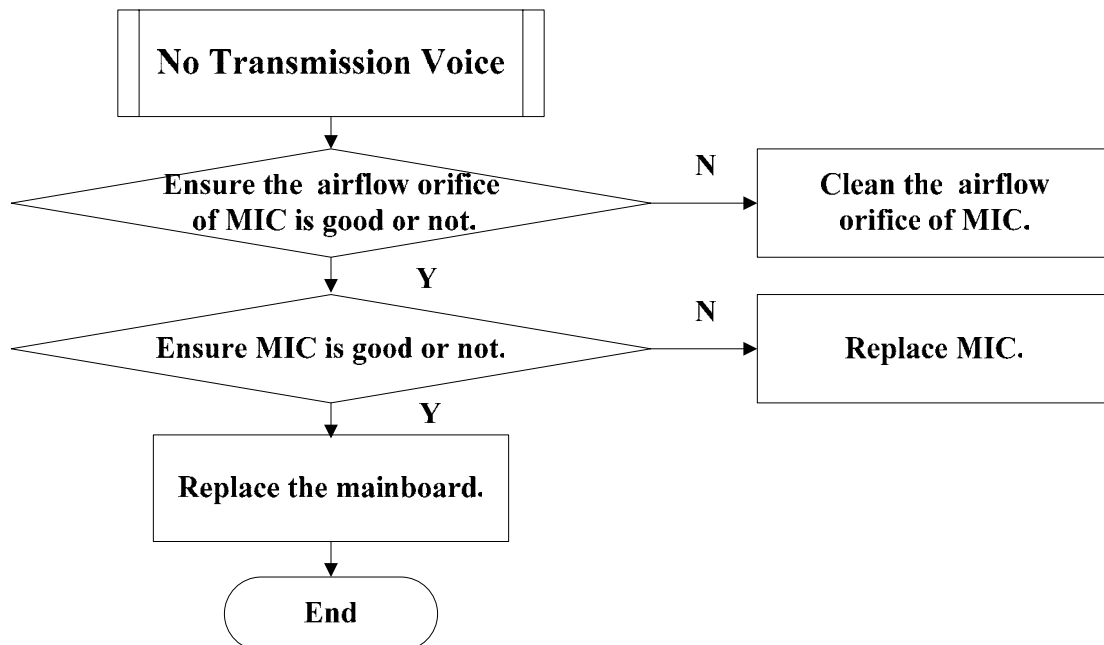 No Transmission Voice
Ensure the airflow orifice
of MIC is good or not.
N
Clean the airflow
orifice of MIC.
Y
Ensure MIC is good or not.
N
Replace MIC.
Y
Replace the mainboard.
End